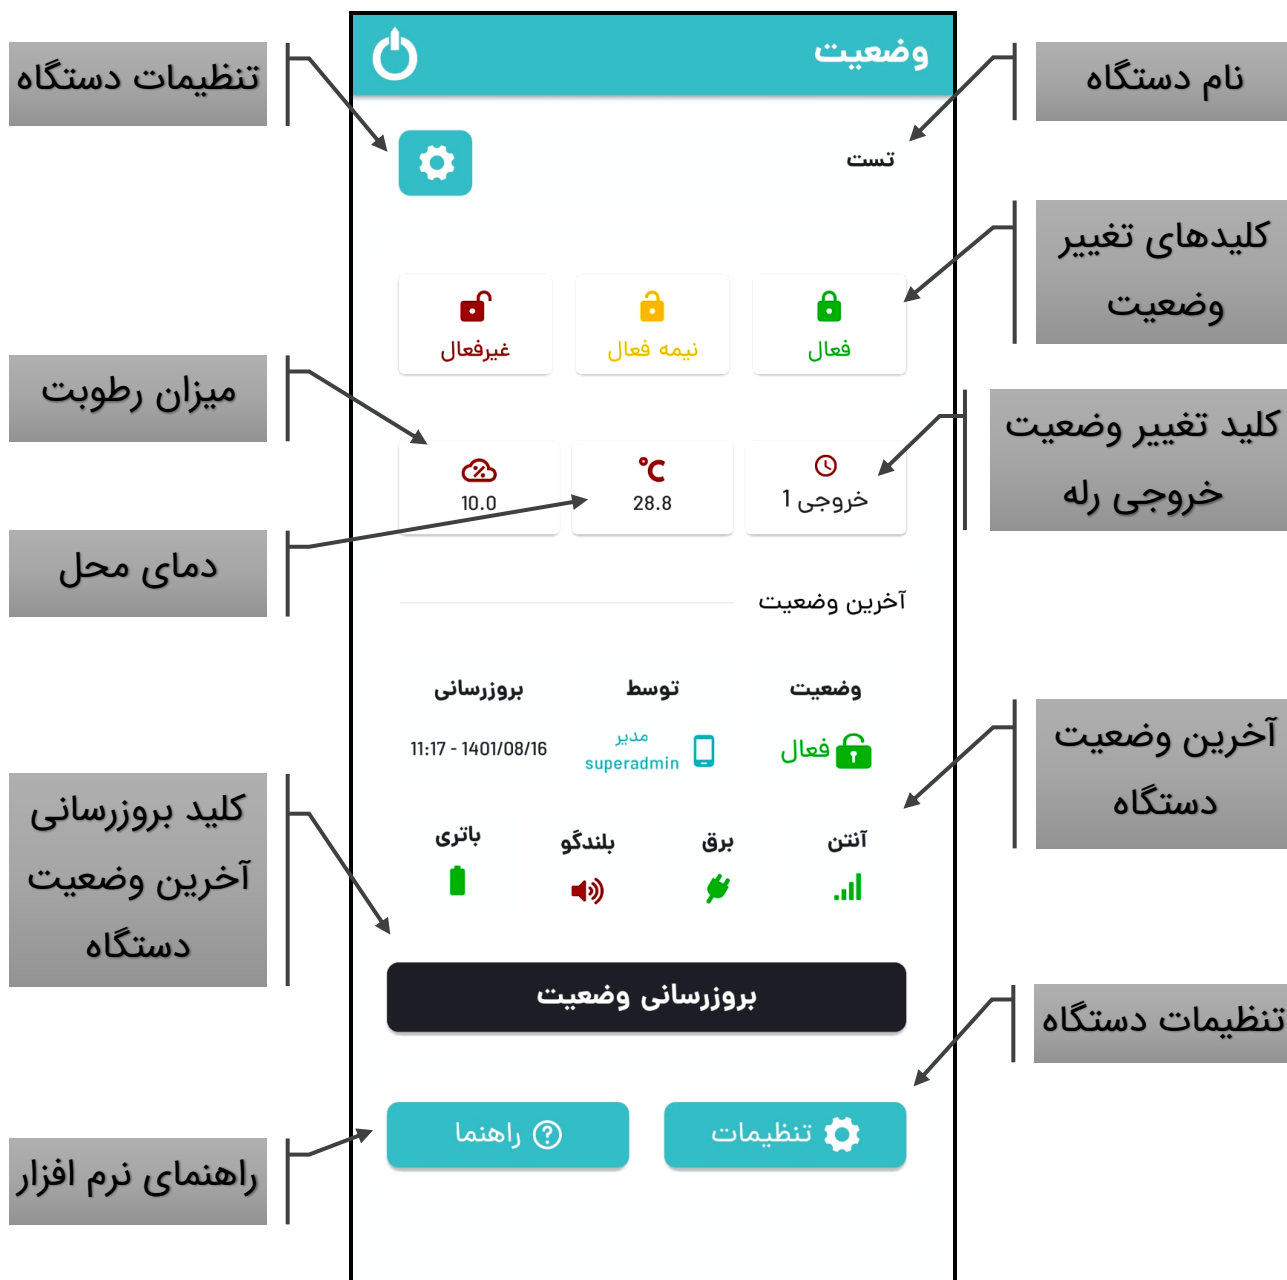 وضعیت
تنظیمات دستگاه
نام دستگاه
تست
کلیدهای تغییر
وضعیت
فعال
نیمه فعال
غیرفعال
میزان رطوبت
کلید تغییر وضعیت
خروجی رله
خروجی 1
°C
28.8
%
10.0
دمای محل
آخرین وضعیت
وضعیت
توسط
بروزرسانی
فعال
مدیر
superadmin
1401/08/16 - 11:17
آخرین وضعیت
دستگاه
آنتن
برق
بلندگو
باتری
کلید بروزرسانی
آخرین وضعیت
دستگاه
بروزرسانی وضعیت
تنظیمات دستگاه
تنظیمات
راهنما
راهنمای نرم افزار